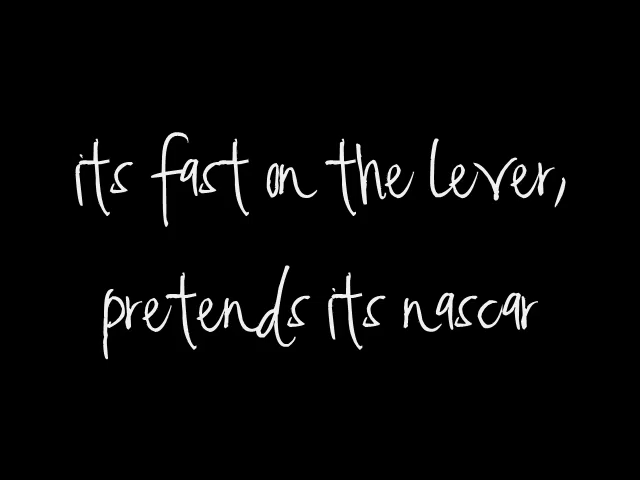 its fast on the lever,
pretends its nascar